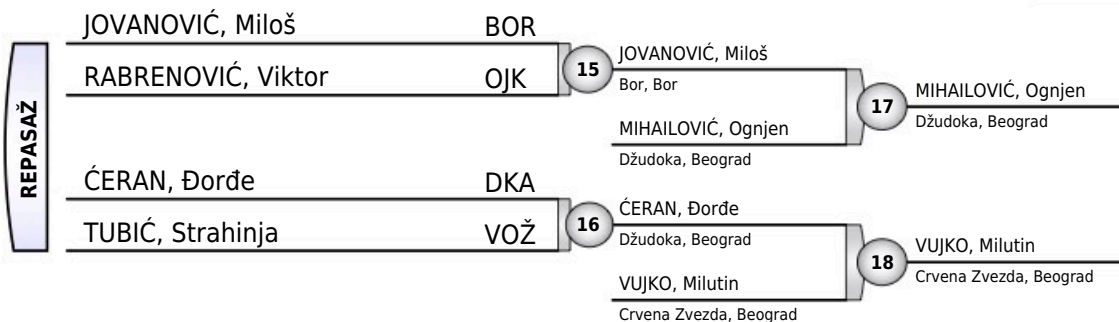 JOVANOVIĆ, Miloš BOR
RABRENOVIĆ, Viktor OJK
15
JOVANOVIĆ, Miloš
Bor, Bor
MIHAILOVIĆ, Ognjen
Džudoka, Beograd
17
MIHAILOVIĆ, Ognjen
Džudoka, Beograd
REPASAŽ
ĆERAN, Đorđe DKA
TUBIĆ, Strahinja VOŽ
16
ĆERAN, Đorđe
Džudoka, Beograd
VUJKO, Milutin
Crvena Zvezda, Beograd
18
VUJKO, Milutin
Crvena Zvezda, Beograd